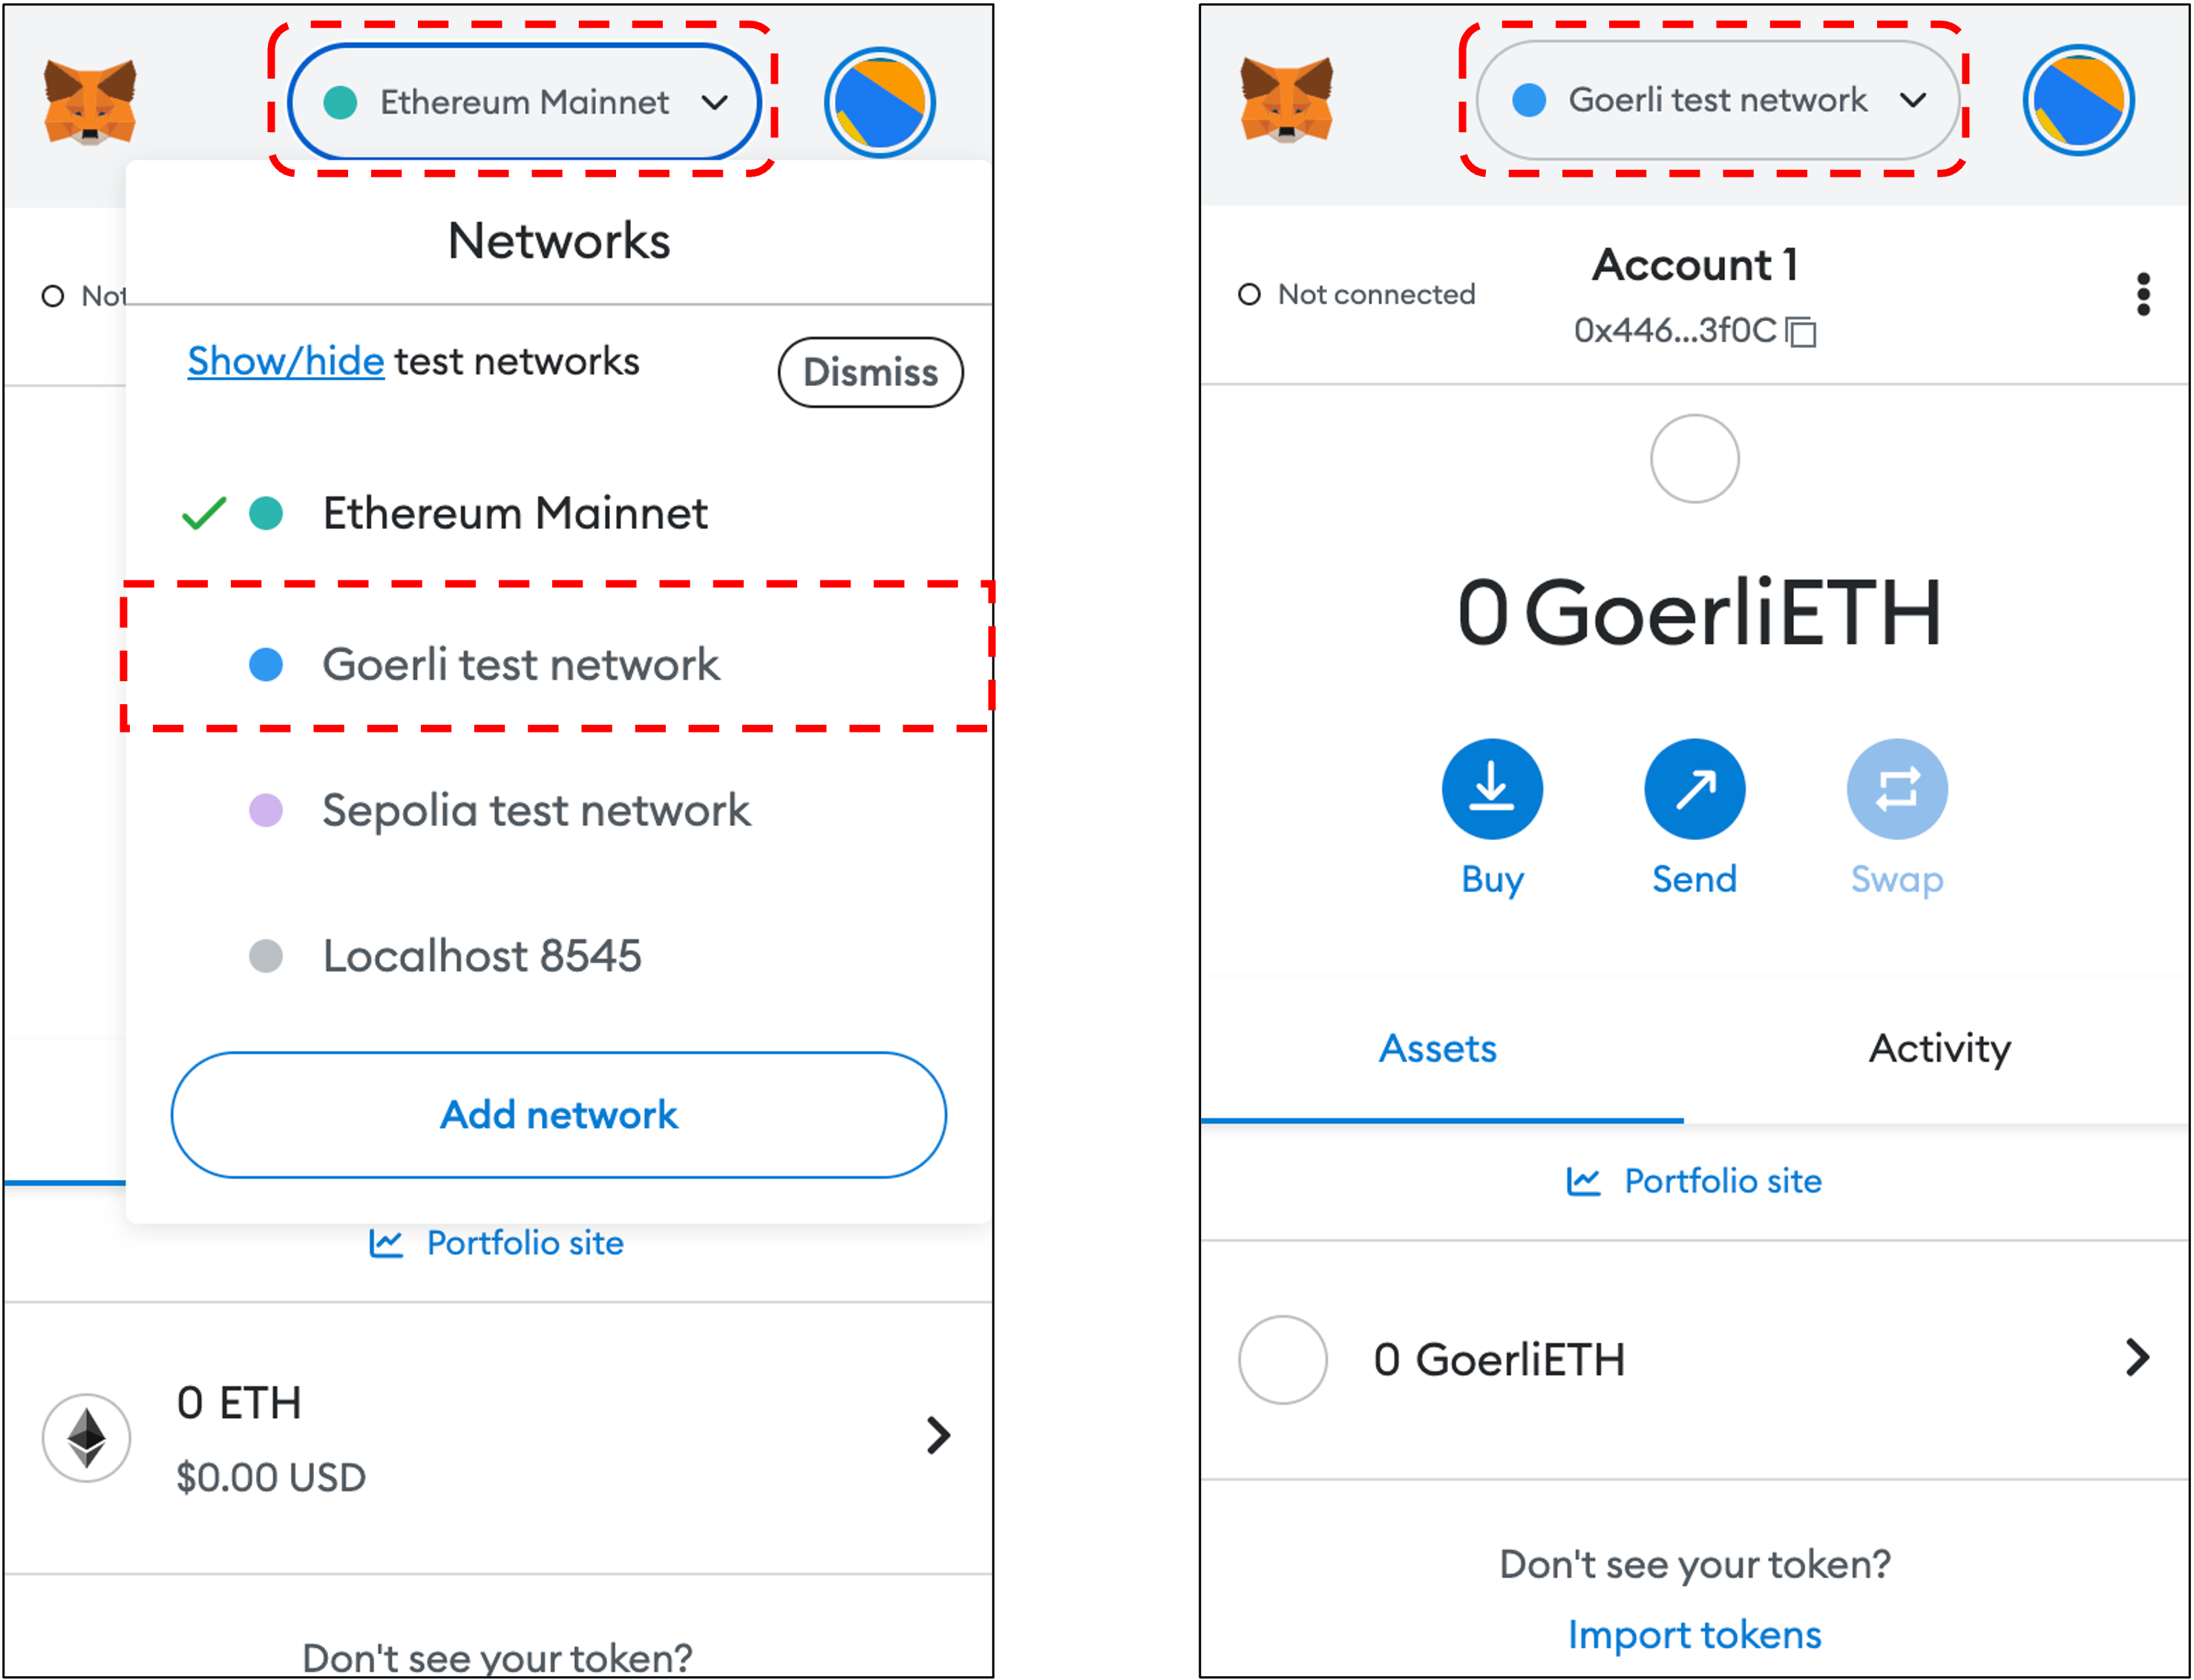 Ethereum Mainnet
Networks
Not
Show/hide test networks
Dismiss
Ethereum Mainnet
Goerli test network
Sepolia test network
Localhost 8545
Add network
Portfolio site
0 ETH
$0.00 USD
Don't see your token?
Goerli test network
Account 1
Not connected
0x446...3f0C
0 GoerliETH
Buy
Send
Swap
Assets
Activity
Portfolio site
0 GoerliETH
Don't see your token?
Import tokens